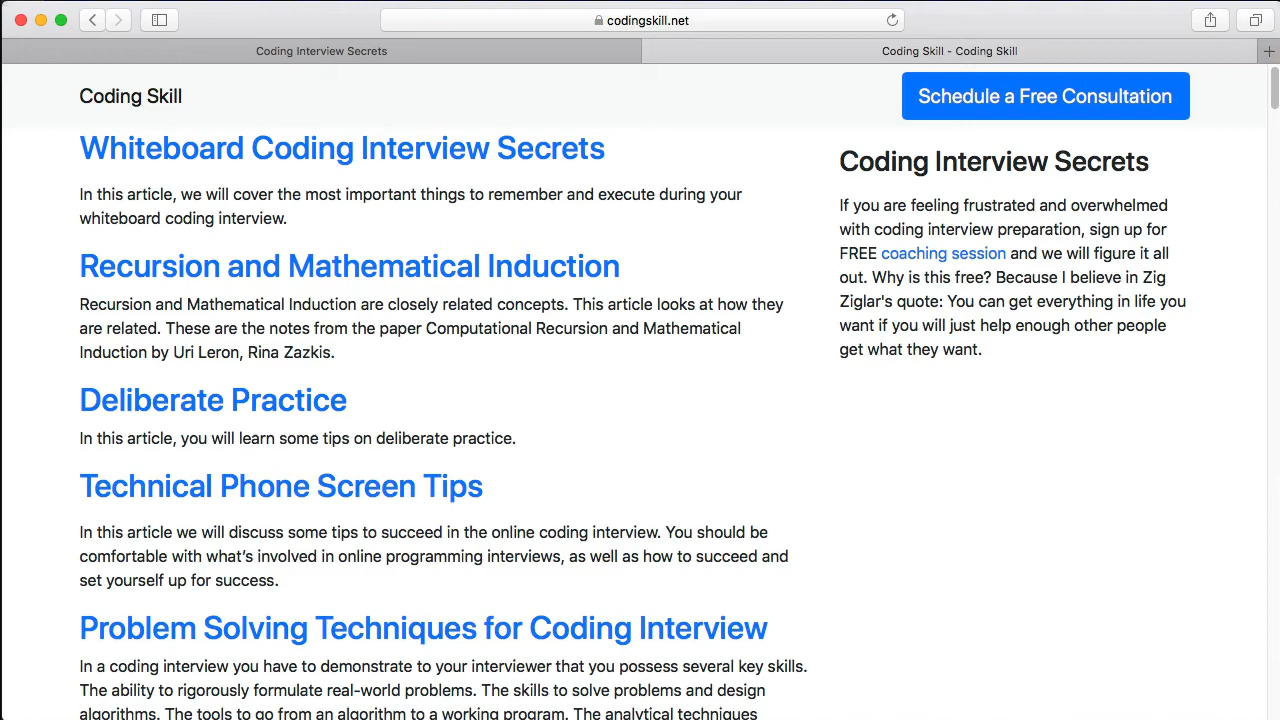 codingskill.net
Coding Interview Secrets
Coding Skill - Coding Skill
Coding Skill
Schedule a Free Consultation
Whiteboard Coding Interview Secrets
In this article, we will cover the most important things to remember and execute during your
whiteboard coding interview.
Recursion and Mathematical Induction
Recursion and Mathematical Induction are closely related concepts. This article looks at how they
are related. These are the notes from the paper Computational Recursion and Mathematical
Induction by Uri Leron, Rina Zazkis.
Deliberate Practice
In this article, you will learn some tips on deliberate practice.
Technical Phone Screen Tips
In this article we will discuss some tips to succeed in the online coding interview. You should be
comfortable with what’s involved in online programming interviews, as well as how to succeed and
set yourself up for success.
Problem Solving Techniques for Coding Interview
In a coding interview you have to demonstrate to your interviewer that you possess several key skills.
The ability to rigorously formulate real-world problems. The skills to solve problems and design
algorithms. The tools to go from an algorithm to a working program. The analytical techniques
Coding Interview Secrets
If you are feeling frustrated and overwhelmed
with coding interview preparation, sign up for
FREE coaching session and we will figure it all
out. Why is this free? Because I believe in Zig
Ziglar's quote: You can get everything in life you
want if you will just help enough other people
get what they want.